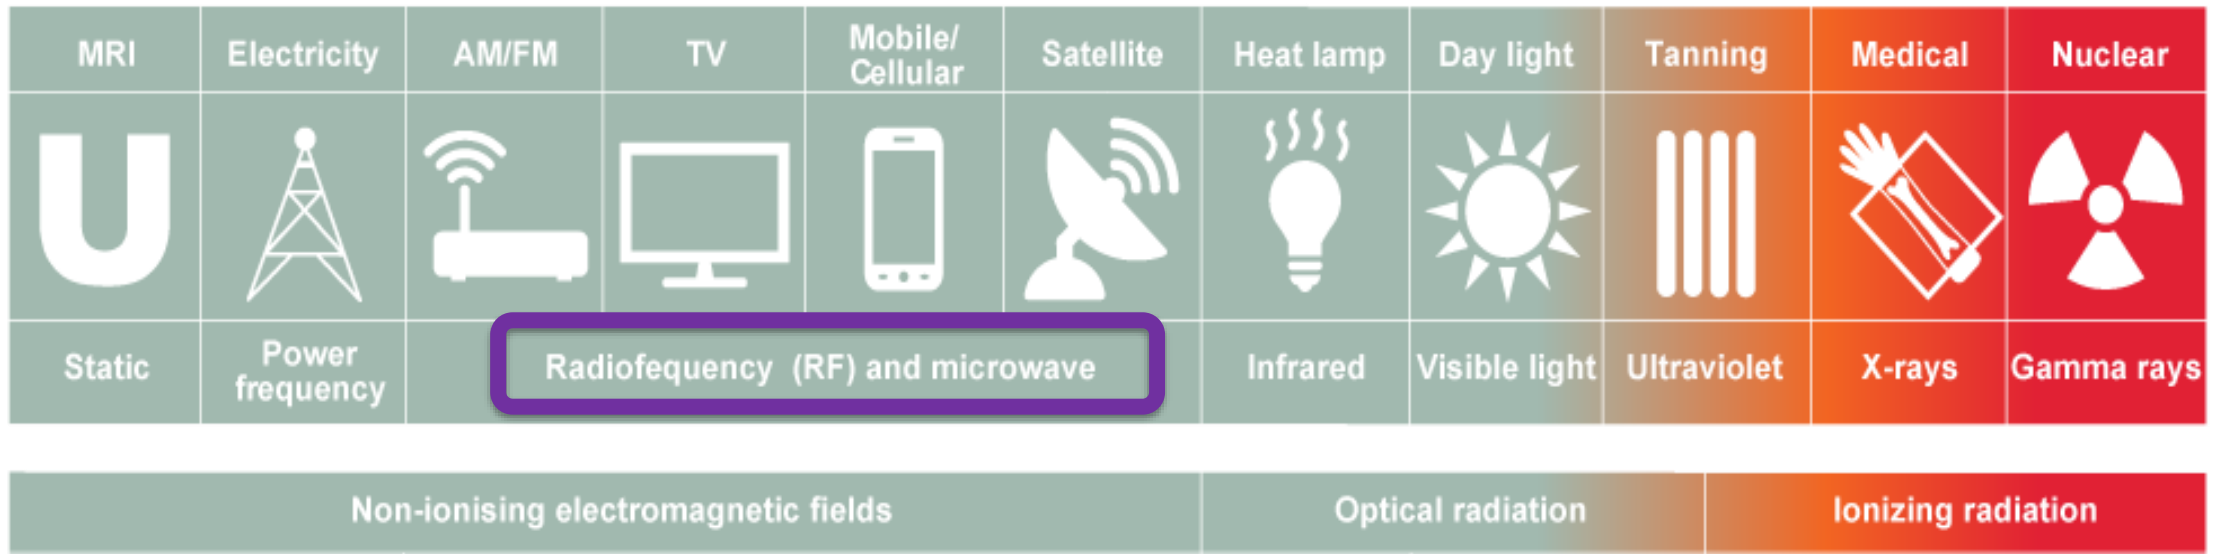 MRI
Electricity
AM/FM
TV
Mobile/
Cellular
Satellite
Heat lamp
Day light
Tanning
Medical
Nuclear
Static
Power
frequency
Radiofequency (RF) and microwave
Infrared
Visible light
Ultraviolet
X-rays
Gamma rays
Non-ionising electromagnetic fields
Optical radiation
Ionizing radiation